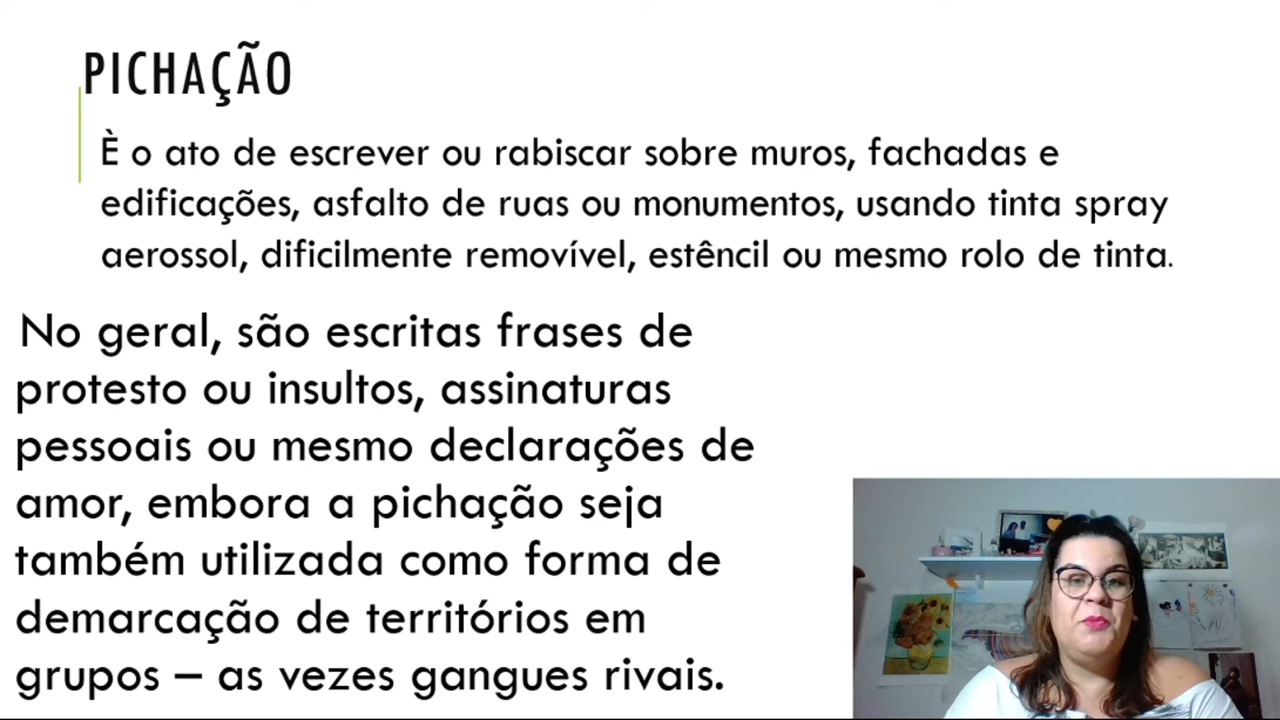 PICHAÇÃO
È o ato de escrever ou rabiscar sobre muros, fachadas e
edificações, asfalto de ruas ou monumentos, usando tinta spray
aerossol, dificilmente removível, estêncil ou mesmo rolo de tinta.
No geral, são escritas frases de
protesto ou insultos, assinaturas
pessoais ou mesmo declarações de
amor, embora a pichação seja
também utilizada como forma de
demarcação de territórios em
grupos – as vezes gangues rivais.